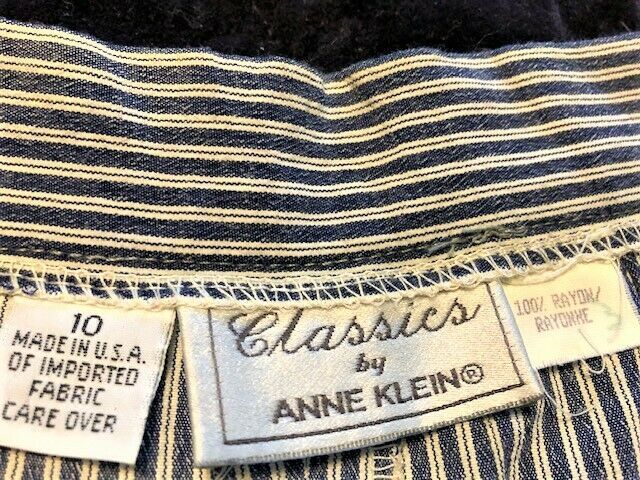 10
MADE IN U.S.A.
OF IMPORTED
FABRIC
CARE OVER
Classics
by
ANNE KLEIN®
100% RAYON/
RAYONNE